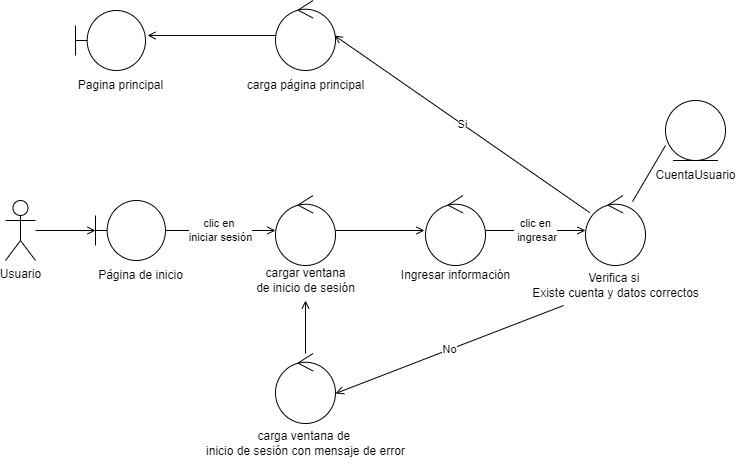 Pagina principal
carga página principal
Si
CuentaUsuario
clic en
iniciar sesión
clic en
ingresar
Usuario
Página de inicio
cargar ventana
de inicio de sesión
Ingresar información
Verifica si
Existe cuenta y datos correctos
No
carga ventana de
inicio de sesión con mensaje de error